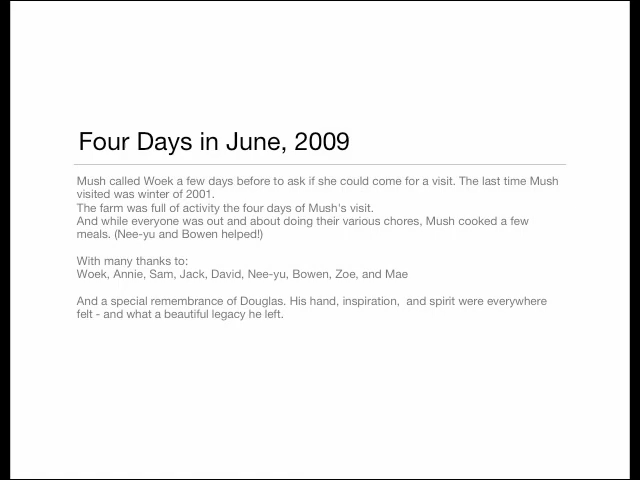 Four Days in June, 2009
Mush called Woek a few days before to ask if she could come for a visit. The last time Mush
visited was winter of 2001.
The farm was full of activity the four days of Mush's visit.
And while everyone was out and about doing their various chores, Mush cooked a few
meals. (Nee-yu and Bowen helped!)
With many thanks to:
Woek, Annie, Sam, Jack, David, Nee-yu, Bowen, Zoe, and Mae
And a special remembrance of Douglas. His hand, inspiration,  and spirit were everywhere
felt - and what a beautiful legacy he left.